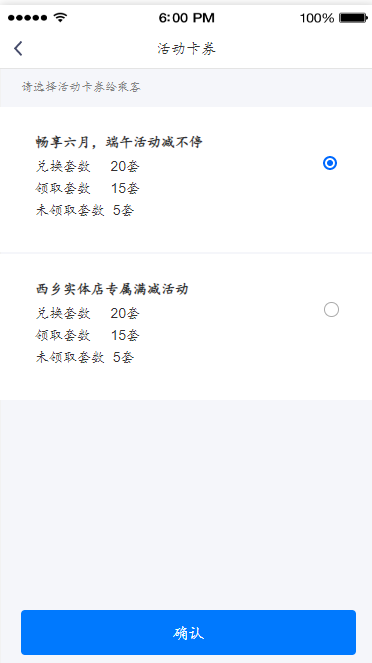 6:00 PM 100%
活动卡券
请选择活动卡券给乘客
畅享六月，端午活动减不停
兑换套数 20套
领取套数 15套
未领取套数 5套
西乡实体店专属满减活动
兑换套数 20套
领取套数 15套
未领取套数 5套
确认